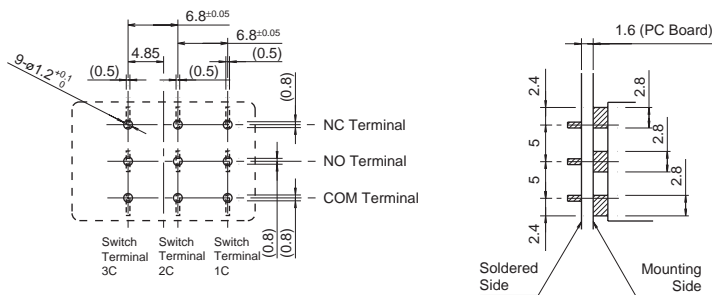 6.8±0.05
6.8±0.05
4.85
(0.5)
9-ø1.2+0.1 0
(0.5)
(0.5)
(0.8)
NC Terminal
NO Terminal
COM Terminal
(0.8)
(0.8)
Switch Terminal 3C
Switch Terminal 2C
Switch Terminal 1C
1.6 (PC Board)
2.4
2.8
5
2.8
5
2.8
2.4
Soldered Side
Mounting Side